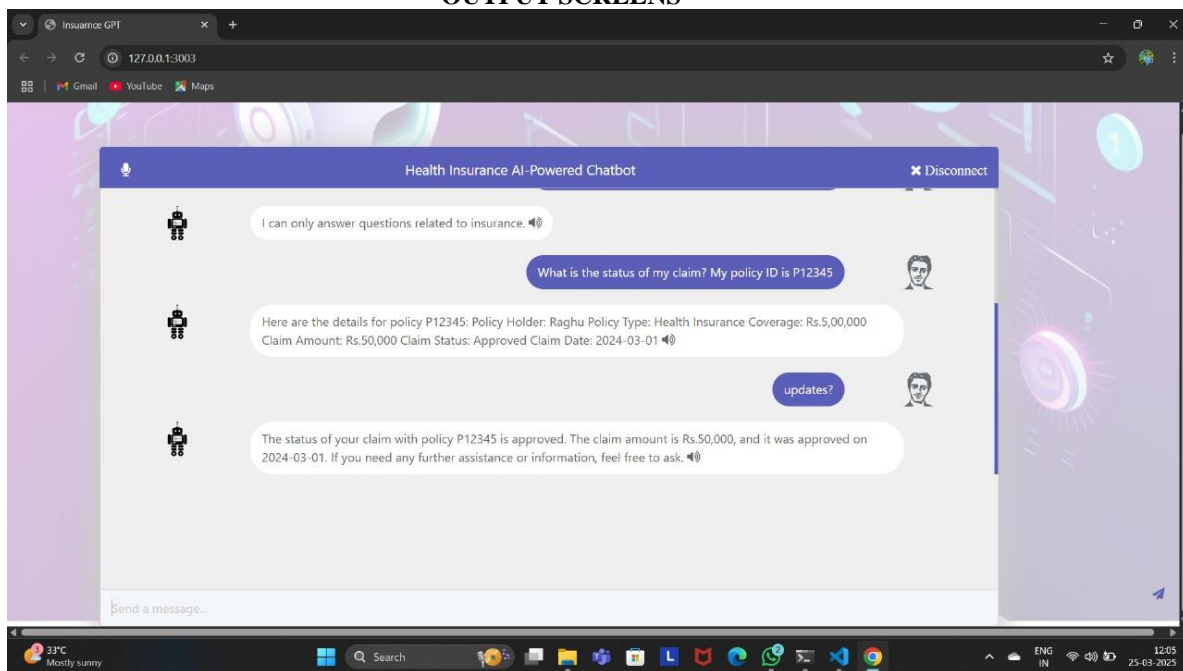 OUTPUT SCREENS
Insuarnce GPT
127.0.0.1:3003
Gmail YouTube Maps
Health Insurance AI-Powered Chatbot
Disconnect
I can only answer questions related to insurance.
What is the status of my claim? My policy ID is P12345
Here are the details for policy P12345: Policy Holder: Raghu Policy Type: Health Insurance Coverage: Rs.5,00,000
Claim Amount: Rs.50,000 Claim Status: Approved Claim Date: 2024-03-01
updates?
The status of your claim with policy P12345 is approved. The claim amount is Rs.50,000, and it was approved on
2024-03-01. If you need any further assistance or information, feel free to ask.
Send a message...
3
33°C
Mostly sunny
Search
L
ENG
IN
12:05
25-03-2025